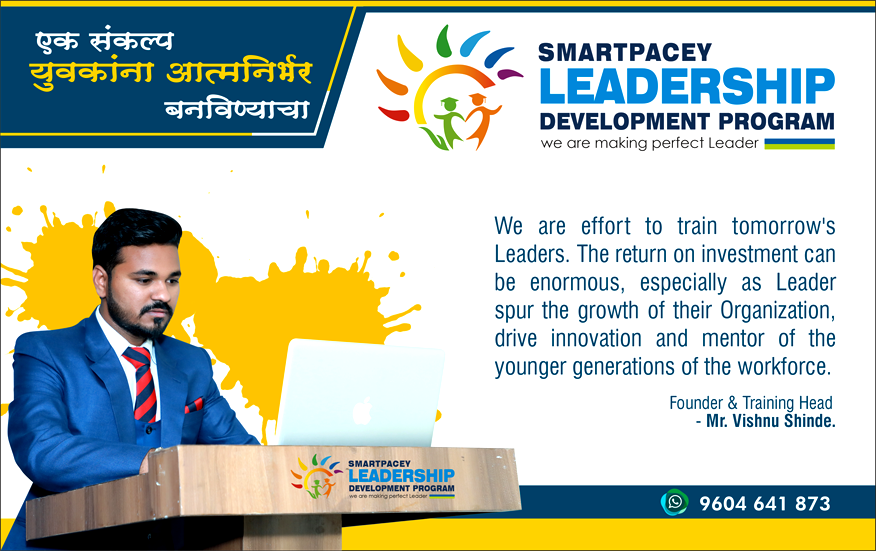 एक संकल्प
युवकांना आत्मनिर्भर
बनविण्याचा
SMARTPACEY
LEADERSHIP
DEVELOPMENT PROGRAM
we are making perfect Leader
We are effort to train tomorrow's
Leaders. The return on investment can
be enormous, especially as Leader
spur the growth of their Organization,
drive innovation and mentor of the
younger generations of the workforce.
Founder & Training Head
- Mr. Vishnu Shinde.
SMARTPACEY
LEADERSHIP
DEVELOPMENT PROGRAM
we are making perfect Leader
9604 641 873